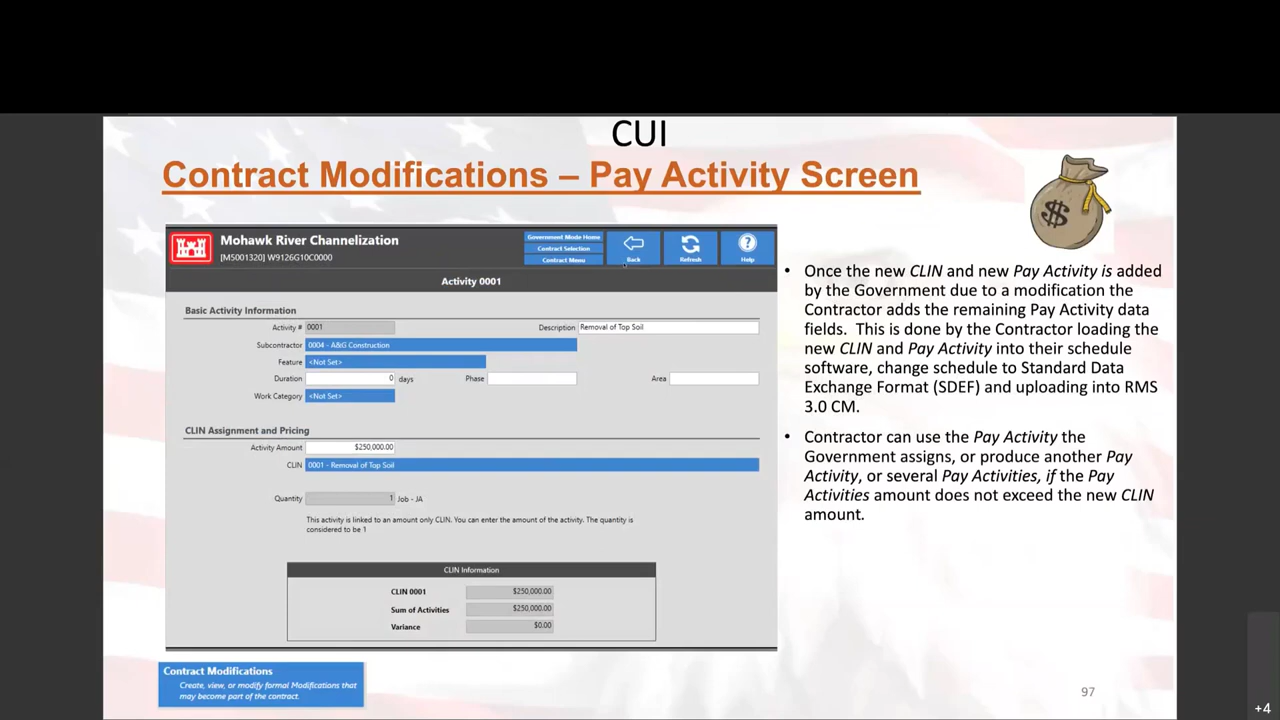 CUI
Contract Modifications – Pay Activity Screen
Mohawk River Channelization
[M5001320] W9126G10C0000
Government Mode Home
Contract Selection
Contract Menu
Back
Refresh
Help
Activity 0001
Basic Activity Information
Activity # 0001
Description Removal of Top Soil
Subcontractor 0004 - A&G Construction
Feature <Not Set>
Duration 0 days
Phase
Area
Work Category <Not Set>
CLIN Assignment and Pricing
Activity Amount $250,000.00
CLIN 0001 - Removal of Top Soil
Quantity 1 Job - JA
This activity is linked to an amount only CLIN. You can enter the amount of the activity. The quantity is
considered to be 1
CLIN Information
CLIN 0001 $250,000.00
Sum of Activities $250,000.00
Variance $0.00
Contract Modifications
Create, view, or modify formal Modifications that
may become part of the contract.
$
• Once the new CLIN and new Pay Activity is added
by the Government due to a modification the
Contractor adds the remaining Pay Activity data
fields. This is done by the Contractor loading the
new CLIN and Pay Activity into their schedule
software, change schedule to Standard Data
Exchange Format (SDEF) and uploading into RMS
3.0 CM.
• Contractor can use the Pay Activity the
Government assigns, or produce another Pay
Activity, or several Pay Activities, if the Pay
Activities amount does not exceed the new CLIN
amount.
97
+4